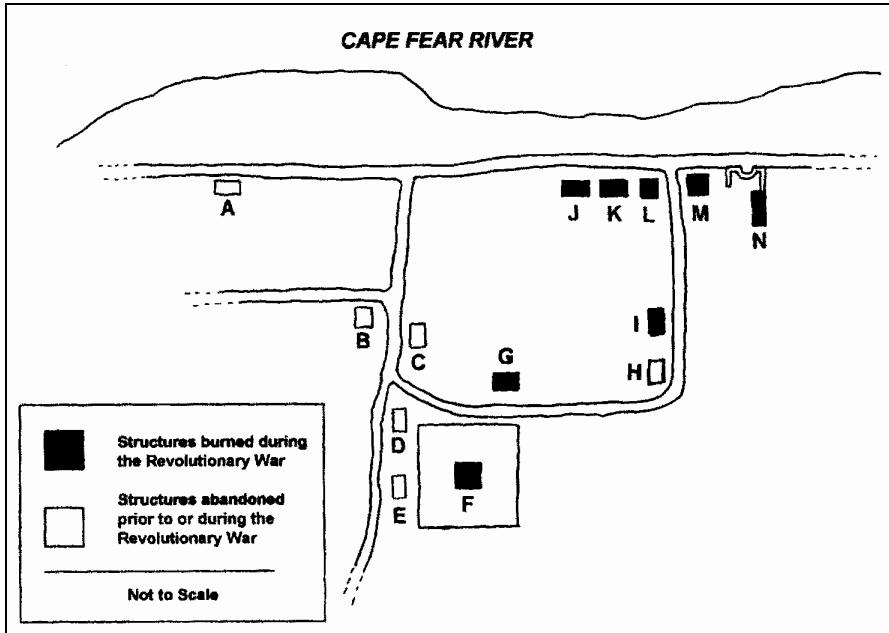 CAPE FEAR RIVER
A
J K L M
N
B
C
I
G
H
D
E
F
Structures burned during
the Revolutionary War
Structures abandoned
prior to or during the
Revolutionary War
Not to Scale